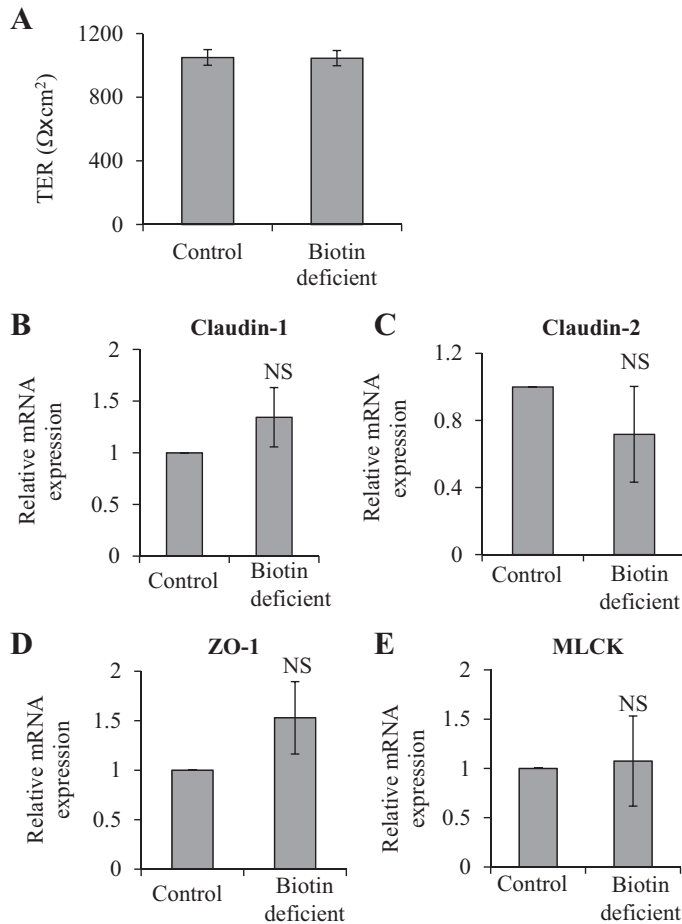 A
1200
800
400
0
TER (Ωxcm²)
Control
Biotin
deficient
B
Claudin-1
2
1.5
1
0.5
0
Relative mRNA
expression
NS
Control
Biotin
deficient
C
Claudin-2
1.2
0.8
0.4
0
Relative mRNA
expression
NS
Control
Biotin
deficient
D
ZO-1
2
1.5
1
0.5
0
Relative mRNA
expression
NS
Control
Biotin
deficient
E
MLCK
2
1.5
1
0.5
0
Relative mRNA
expression
NS
Control
Biotin
deficient